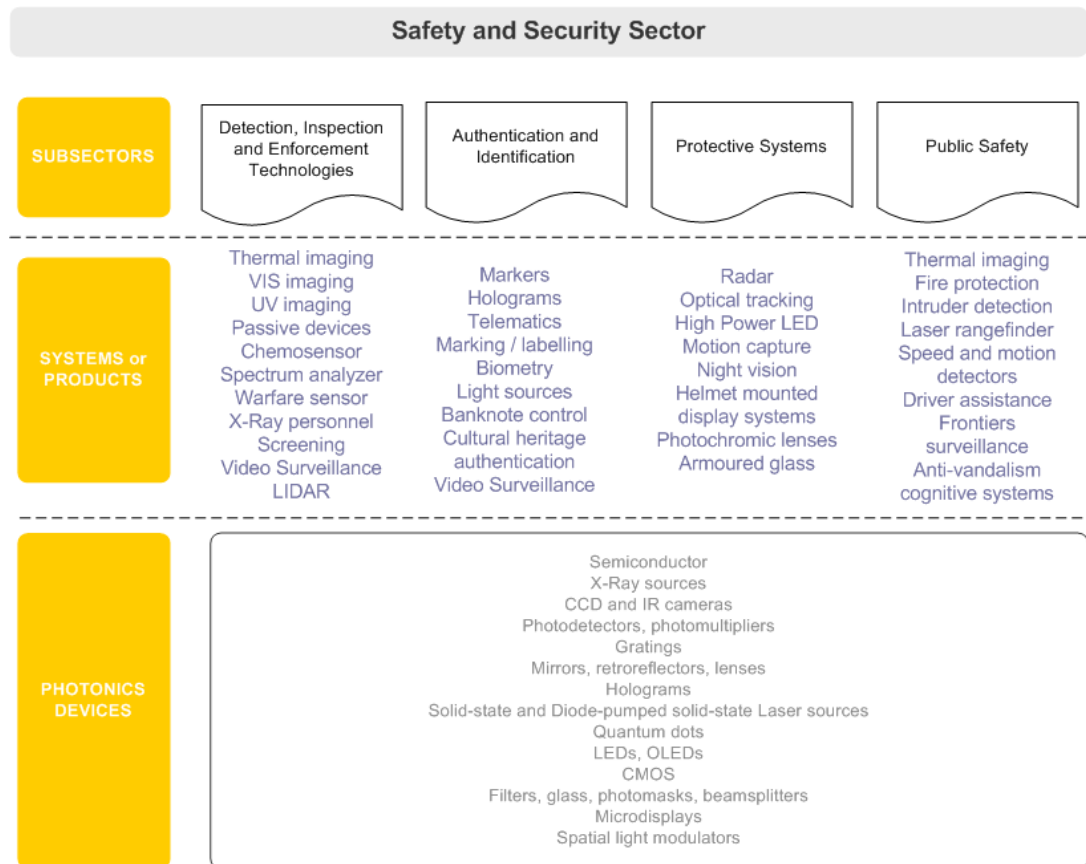 Safety and Security Sector
SUBSECTORS
Detection, Inspection
and Enforcement
Technologies
Authentication and
Identification
Protective Systems
Public Safety
SYSTEMS or
PRODUCTS
Thermal imaging
VIS imaging
UV imaging
Passive devices
Chemosensor
Spectrum analyzer
Warfare sensor
X-Ray personnel
Screening
Video Surveillance
LIDAR
Markers
Holograms
Telematics
Marking / labelling
Biometry
Light sources
Banknote control
Cultural heritage
authentication
Video Surveillance
Radar
Optical tracking
High Power LED
Motion capture
Night vision
Helmet mounted
display systems
Photochromic lenses
Armoured glass
Thermal imaging
Fire protection
Intruder detection
Laser rangefinder
Speed and motion
detectors
Driver assistance
Frontiers
surveillance
Anti-vandalism
cognitive systems
PHOTONICS
DEVICES
Semiconductor
X-Ray sources
CCD and IR cameras
Photodetectors, photomultipliers
Gratings
Mirrors, retroreflectors, lenses
Holograms
Solid-state and Diode-pumped solid-state Laser sources
Quantum dots
LEDs, OLEDs
CMOS
Filters, glass, photomasks, beamsplitters
Microdisplays
Spatial light modulators